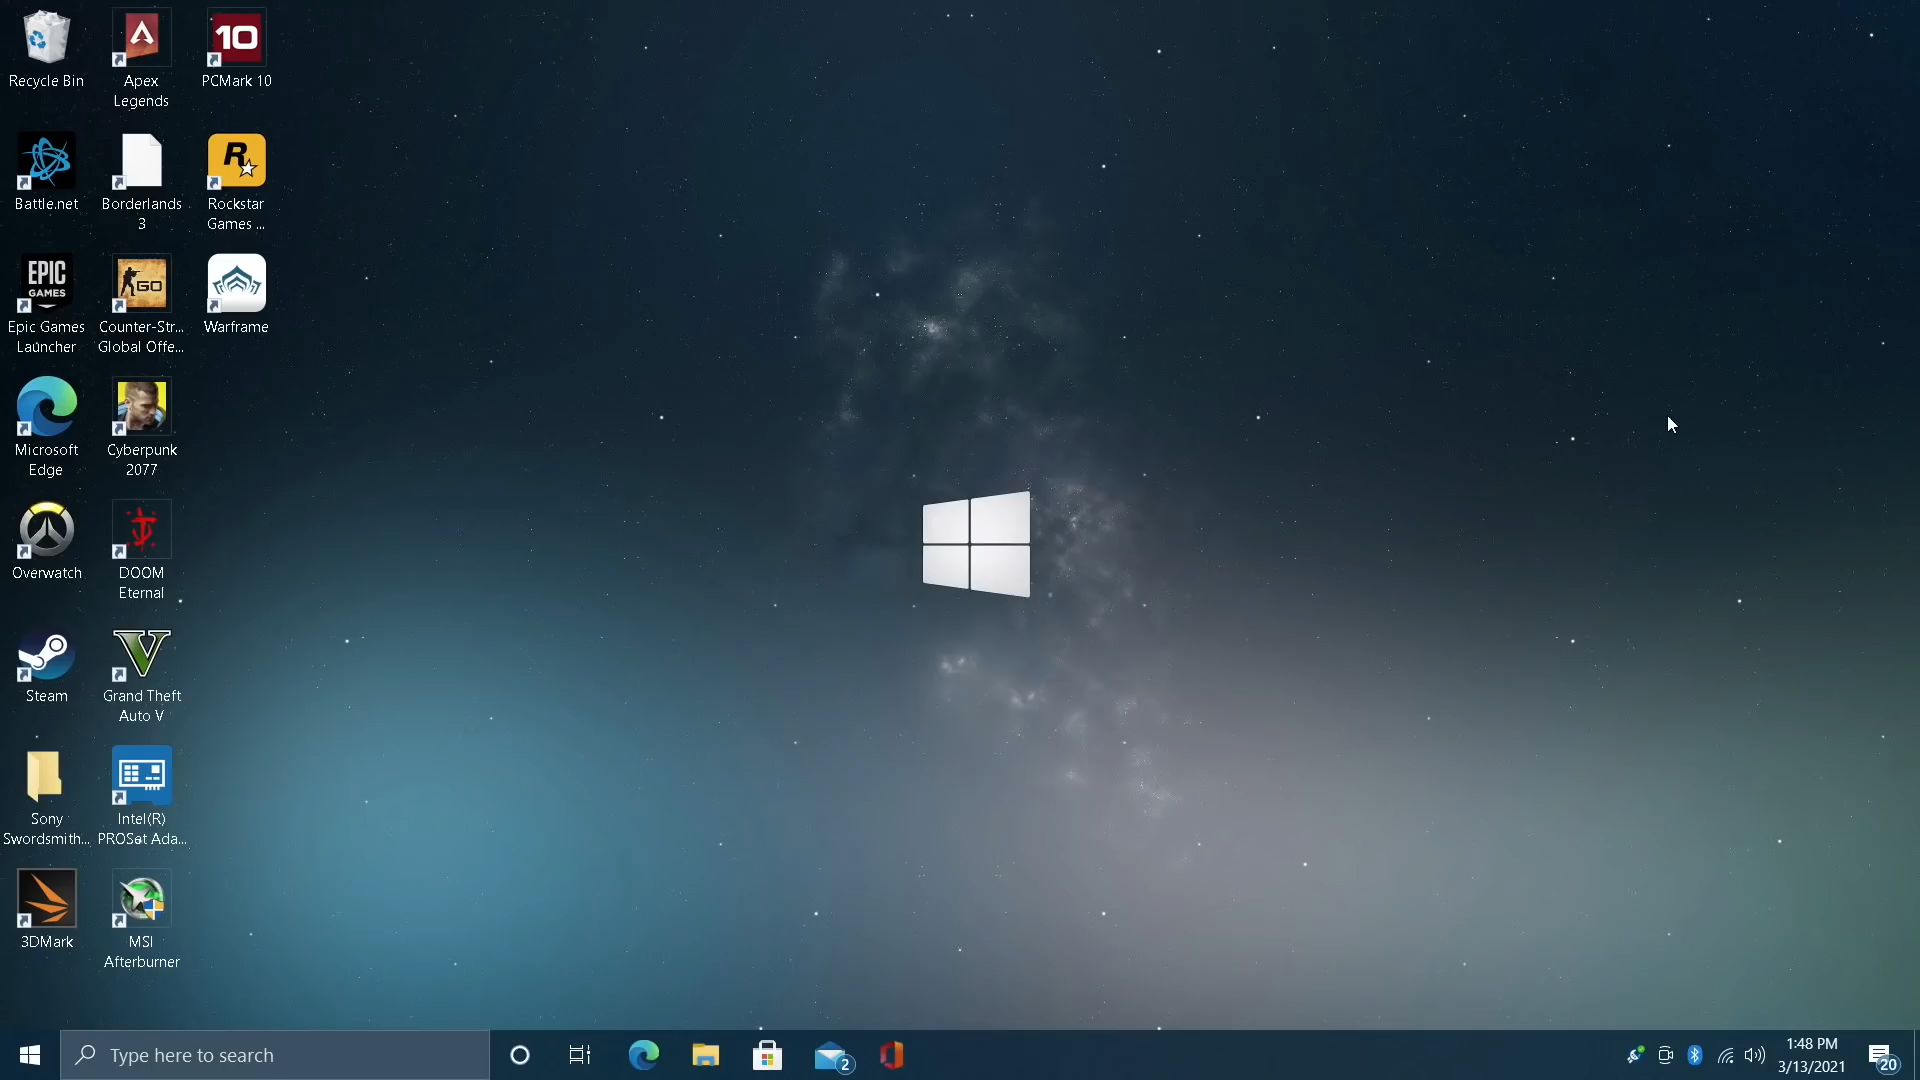 Recycle Bin
Apex
Legends
10
PCMark 10
Battle.net
Borderlands
3
R
Rockstar
Games ...
EPIC
GAMES
Epic Games
Launcher
GO
Counter-Str...
Global Offe...
Warframe
Microsoft
Edge
Cyberpunk
2077
Overwatch
DOOM
Eternal
Steam
V
Grand Theft
Auto V
Sony
Swordsmith...
Intel(R)
PROSet Ada...
3DMark
MSI
Afterburner
Type here to search
2
1:48 PM
3/13/2021
20